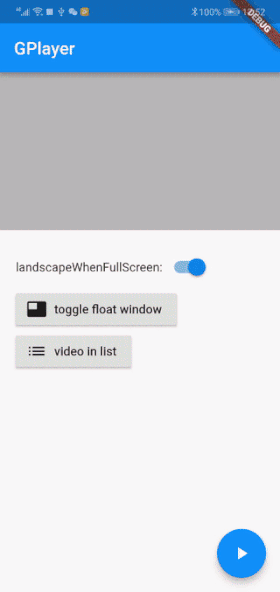 100% 12:52
DEBUG
GPlayer
landscapeWhenFullScreen:
toggle float window
video in list